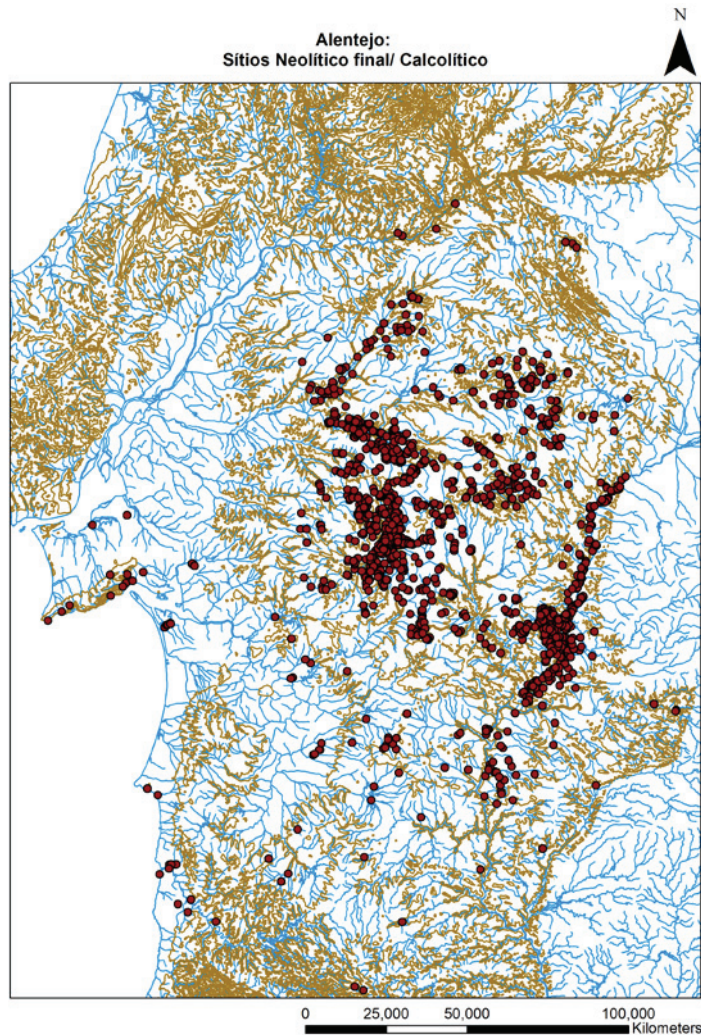 N
Alentejo:
Sítios Neolítico final/ Calcolítico
0 25,000 50,000 100,000
Kilometers